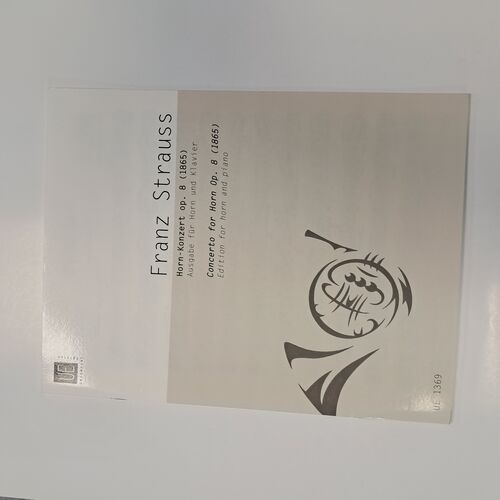 Franz Strauss
Horn-Konzert op. 8 (1865)
Ausgabe für Horn und Klavier
Concerto for Horn Op. 8 (1865)
Edition for horn and piano
UE
UE 1369